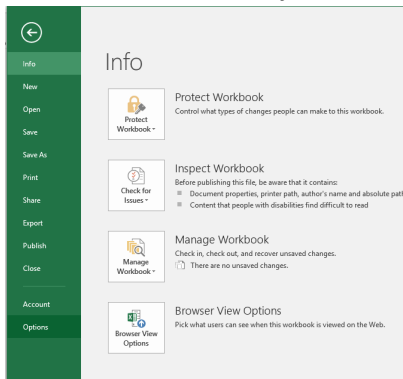 Info
New
Open
Save
Save As
Print
Share
Export
Publish
Close
Account
Options
Info
Protect
Workbook
Protect Workbook
Control what types of changes people can make to this workbook.
Check for
Issues
Inspect Workbook
Before publishing this file, be aware that it contains:
Document properties, printer path, author's name and absolute path
Content that people with disabilities find difficult to read
Manage
Workbook
Manage Workbook
Check in, check out, and recover unsaved changes.
There are no unsaved changes.
Browser View
Options
Browser View Options
Pick what users can see when this workbook is viewed on the Web.